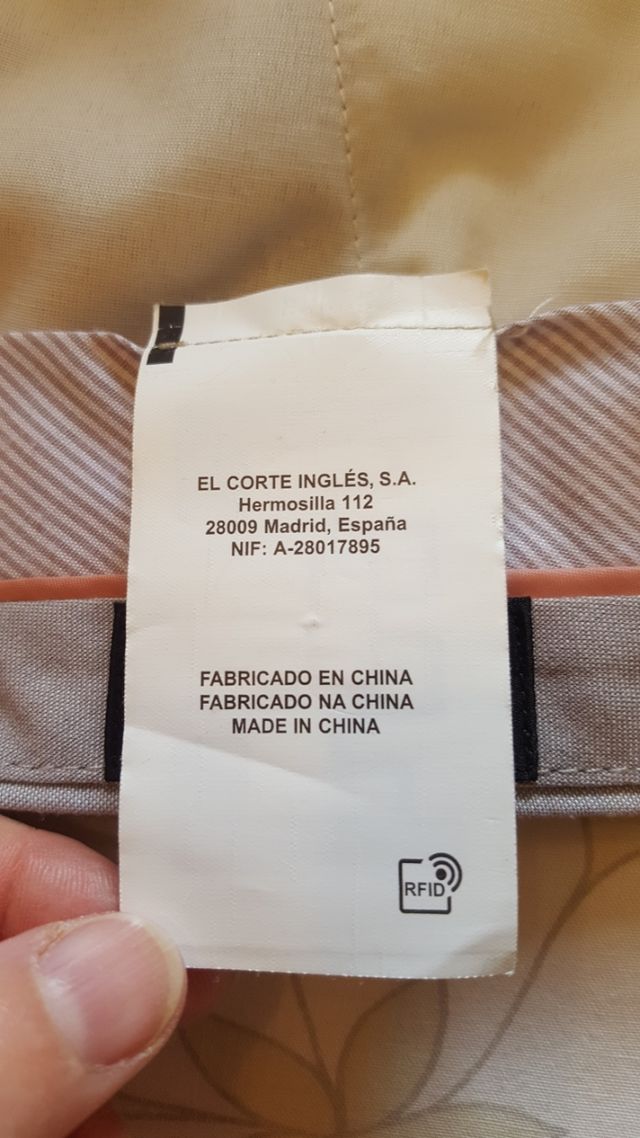 EL CORTE INGLÉS, S.A.
Hermosilla 112
28009 Madrid, España
NIF: A-28017895
FABRICADO EN CHINA
FABRICADO NA CHINA
MADE IN CHINA
RFID